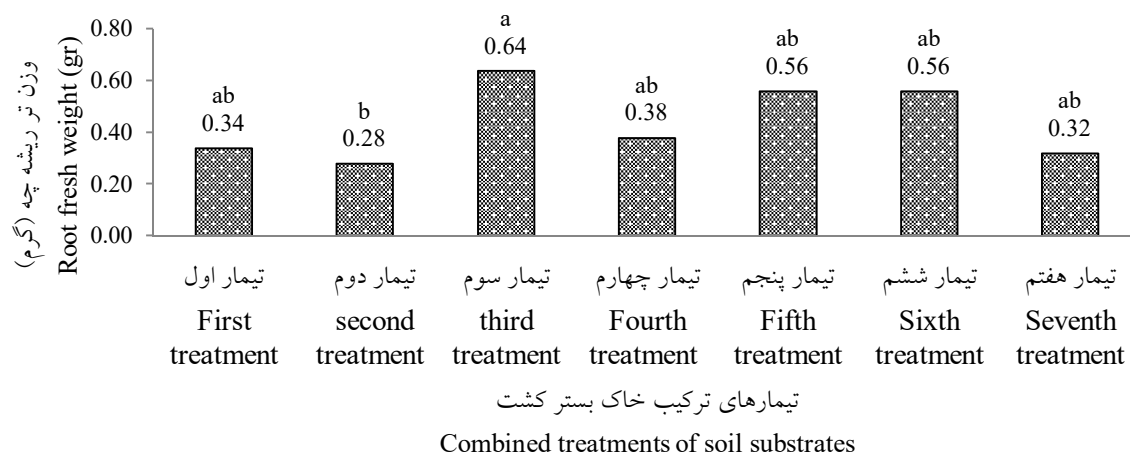 وزن تر ریشه چه (گرم)
Root fresh weight (gr)
0.80
0.60
0.40
0.20
0.00
ab
0.34
b
0.28
a
0.64
ab
0.38
ab
0.56
ab
0.56
ab
0.32
تیمار اول
First
treatment
تیمار دوم
second
treatment
تیمار سوم
third
treatment
تیمار چهارم
Fourth
treatment
تیمار پنجم
Fifth
treatment
تیمار ششم
Sixth
treatment
تیمار هفتم
Seventh
treatment
تیمارهای ترکیب خاک بستر کشت
Combined treatments of soil substrates